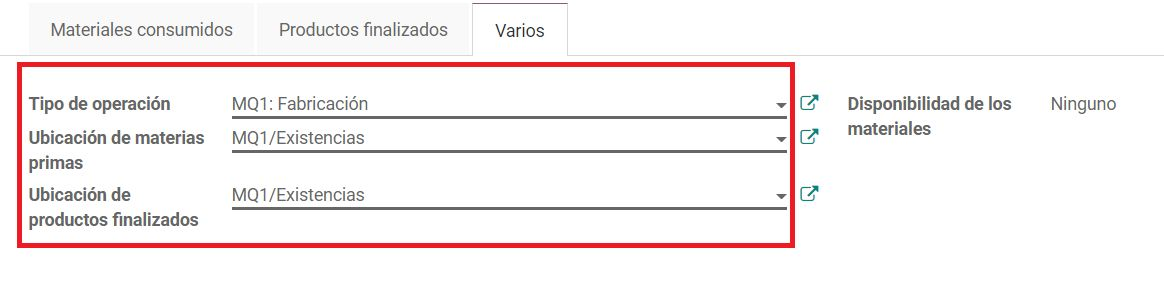 Materiales consumidos
Productos finalizados
Varios
Tipo de operación
MQ1: Fabricación
Disponibilidad de los
materiales
Ninguno
Ubicación de materias
primas
MQ1/Existencias
Ubicación de
productos finalizados
MQ1/Existencias